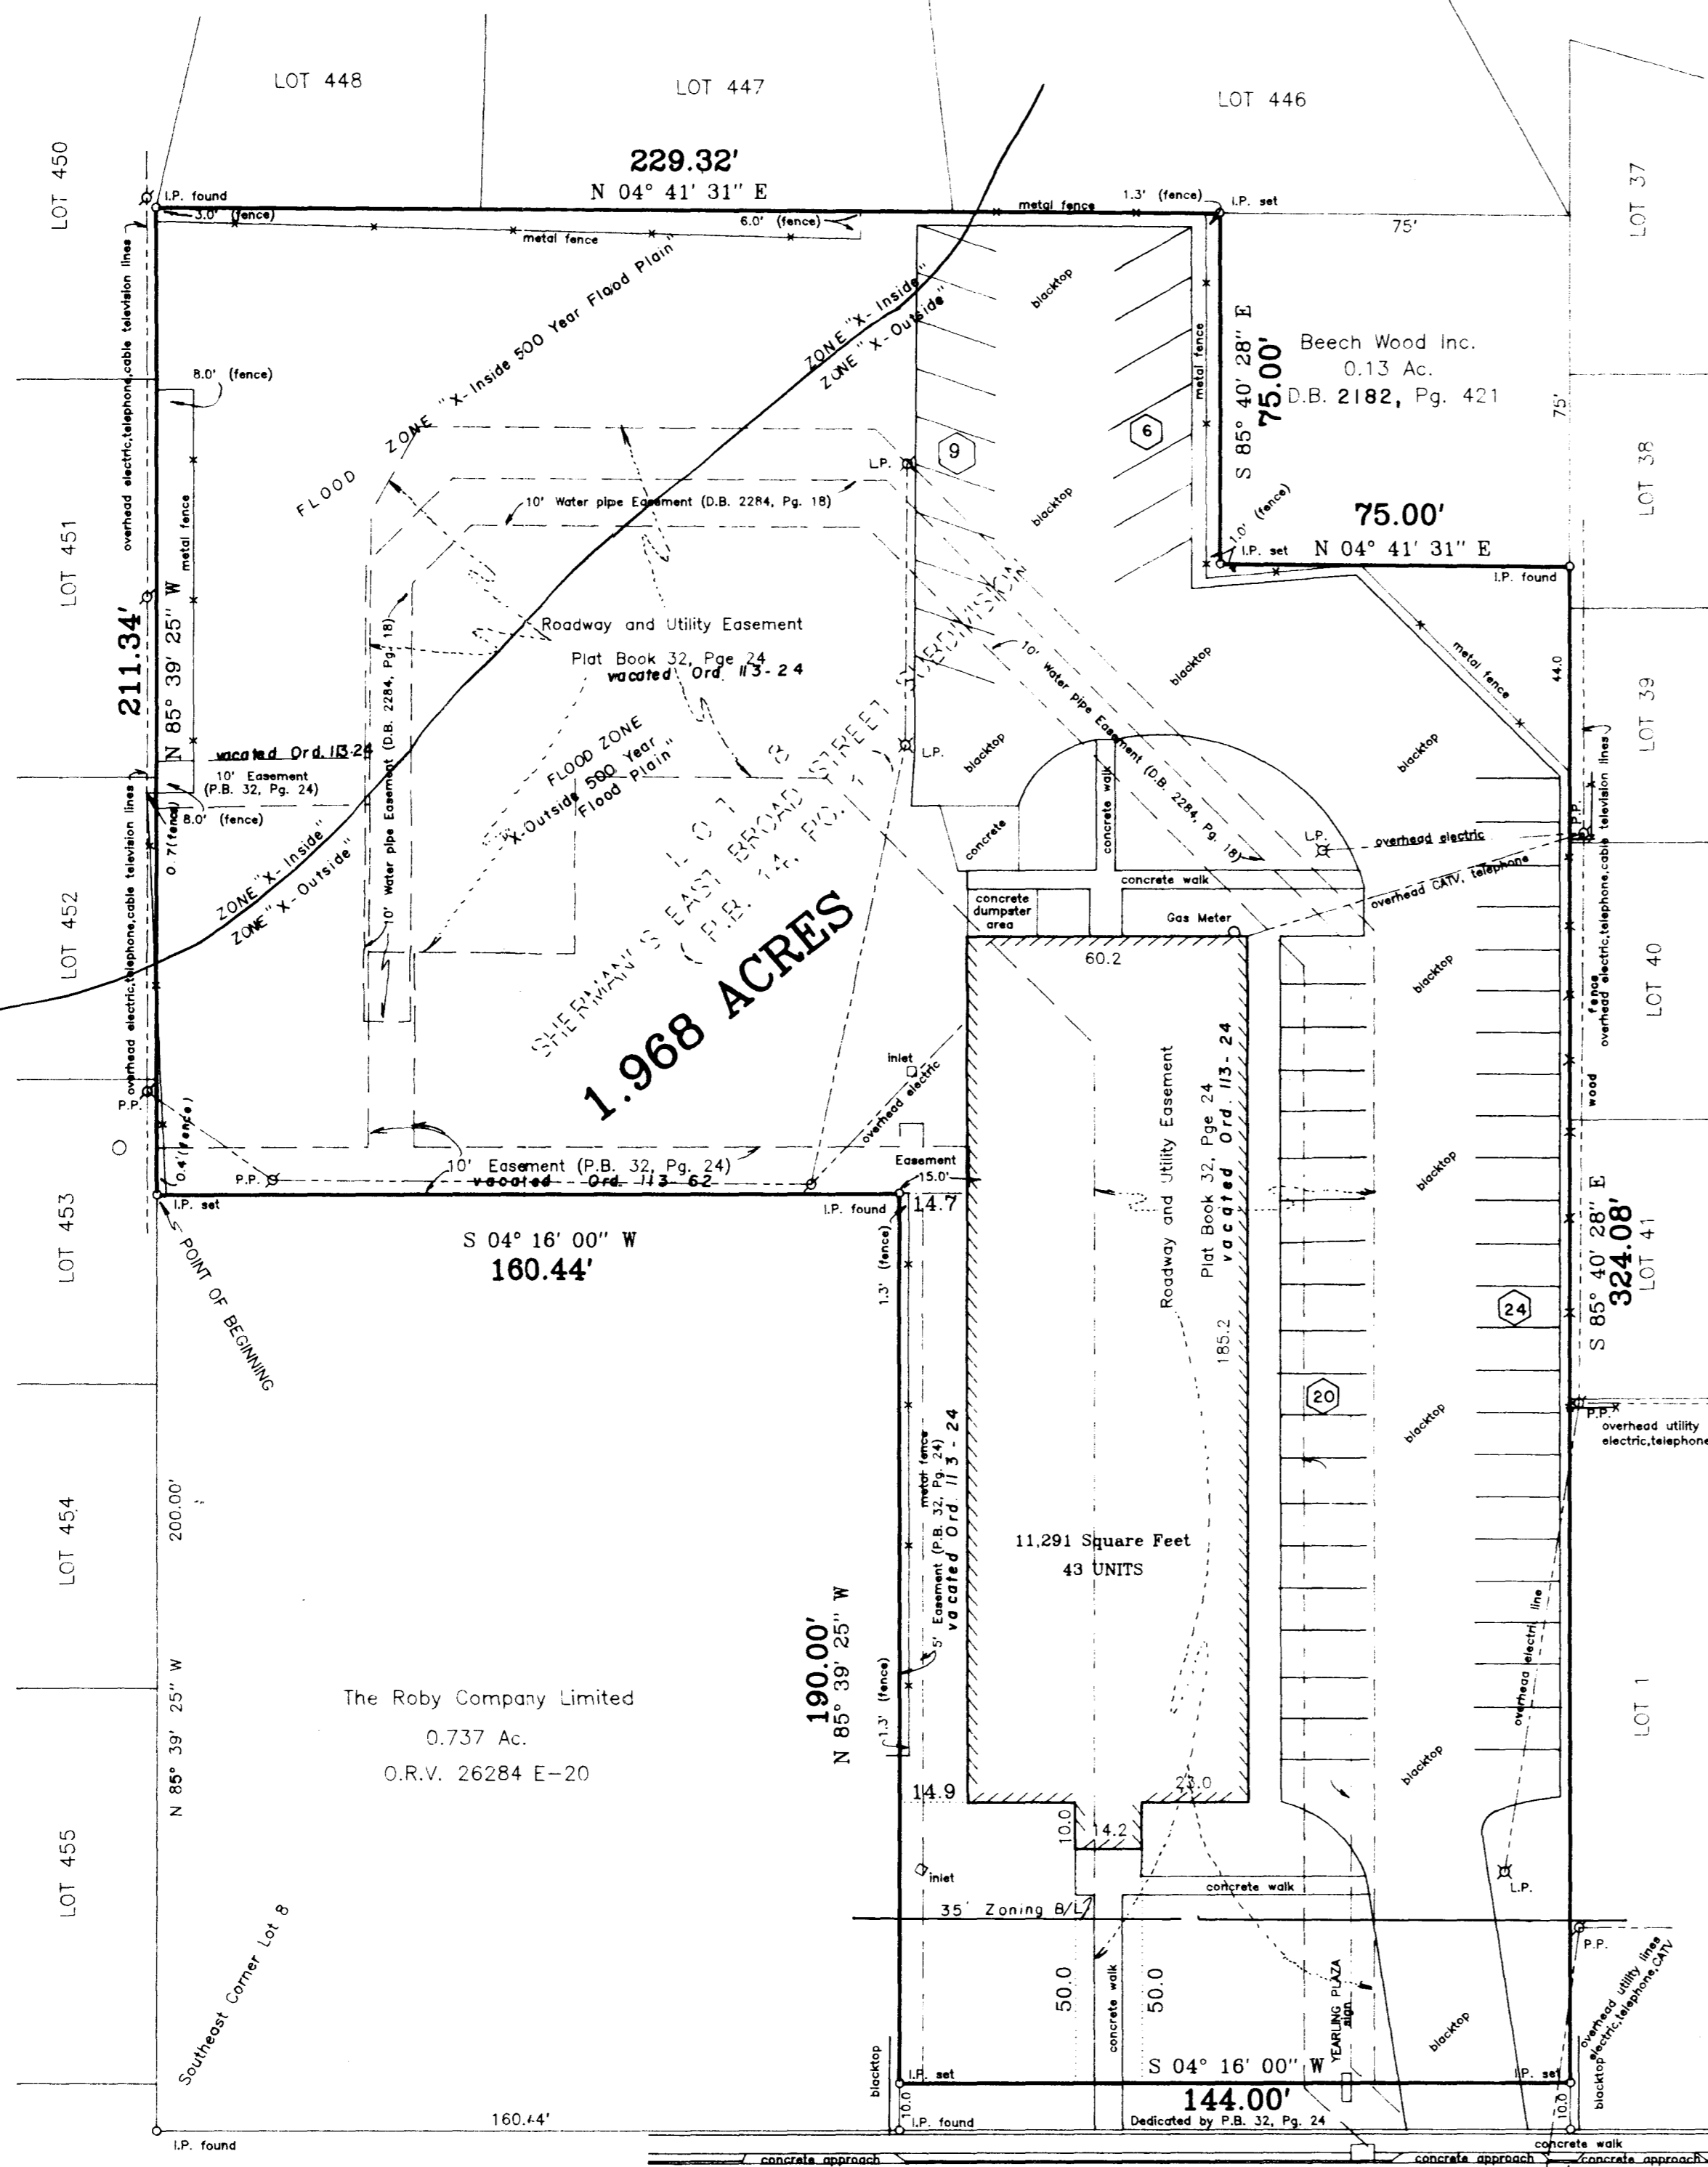 LOT 448
LOT 447
LOT 446
LOT 450
LOT 37
229.32'
N 04° 41' 31" E
I.P. found
3.0' (fence)
metal fence
6.0' (fence)
metal fence
1.3' (fence)
I.P. set
75'
overhead electric,telephone,cable television lines
FLOOD ZONE "X-Inside 500 Year Flood Plain"
ZONE "X-Inside"
ZONE "X-Outside"
blacktop
metal fence
S 85° 40' 28" E
75.00'
Beech Wood Inc.
0.13 Ac.
D.B. 2182, Pg. 421
75'
8.0' (fence)
metal fence
9
6
L.P.
LOT 38
LOT 451
10' Water pipe Easement (D.B. 2284, Pg. 18)
blacktop
1.0' (fence)
75.00'
I.P. set
N 04° 41' 31" E
I.P. found
211.34'
N 85° 39' 25" W
10' Water pipe Easement (D.B. 2284, Pg. 18)
Roadway and Utility Easement
Plat Book 32, Pge 24
vacated Ord. 113-24
10' Water pipe Easement (D.B. 2284, Pg. 18)
blacktop
metal fence
44.0
LOT 39
vacated Ord. 113-24
10' Easement
(P.B. 32, Pg. 24)
8.0' (fence)
0.7'(fence)
FLOOD ZONE
"X-Outside 500 Year
Flood Plain"
L.P.
blacktop
blacktop
concrete
concrete walk
L.P.
P.P.
overhead electric
overhead CATV, telephone
overhead electric,telephone,cable television lines
LOT 452
overhead electric,telephone,cable television lines
ZONE "X-Inside"
ZONE "X-Outside"
LOT 8
SHERMAN'S EAST BROAD STREET SUBDIVISION
1.968 ACRES
concrete walk
concrete
dumpster
area
Gas Meter
60.2
blacktop
LOT 40
wood fence
inlet
overhead electric
P.P.
0.4'(fence)
P.P.
10' Easement (P.B. 32, Pg. 24)
vacated Ord. 113-62
Easement
15.0'
14.7
I.P. set
I.P. found
Roadway and Utility Easement
Plat Book 32, Pge 24
vacated Ord. 113-24
blacktop
LOT 453
S 04° 16' 00" W
160.44'
POINT OF BEGINNING
1.3' (fence)
185.2
24
S 85° 40' 28" E
324.08'
LOT 41
20
blacktop
P.P.
overhead utility
electric,telephone
metal fence
5' Easement (P.B. 32, Pg. 24)
vacated Ord. 113-24
LOT 454
200.00'
11,291 Square Feet
43 UNITS
190.00'
N 85° 39' 25" W
1.3' (fence)
overhead electric line
LOT 1
N 85° 39' 25" W
The Roby Company Limited
0.737 Ac.
O.R.V. 26284 E-20
14.9
23.0
10.0
14.2
blacktop
LOT 455
inlet
concrete walk
L.P.
35' Zoning B/L
P.P.
Southeast Corner Lot 8
50.0
concrete walk
50.0
YEARLING PLAZA
sign
blacktop
overhead utility lines
electric,telephone,CATV
blacktop
I.P. set
S 04° 16' 00" W
144.00'
I.P. set
blacktop
160.44'
10.0
I.P. found
Dedicated by P.B. 32, Pg. 24
10.0
I.P. found
concrete walk
concrete approach
concrete approach
concrete approach